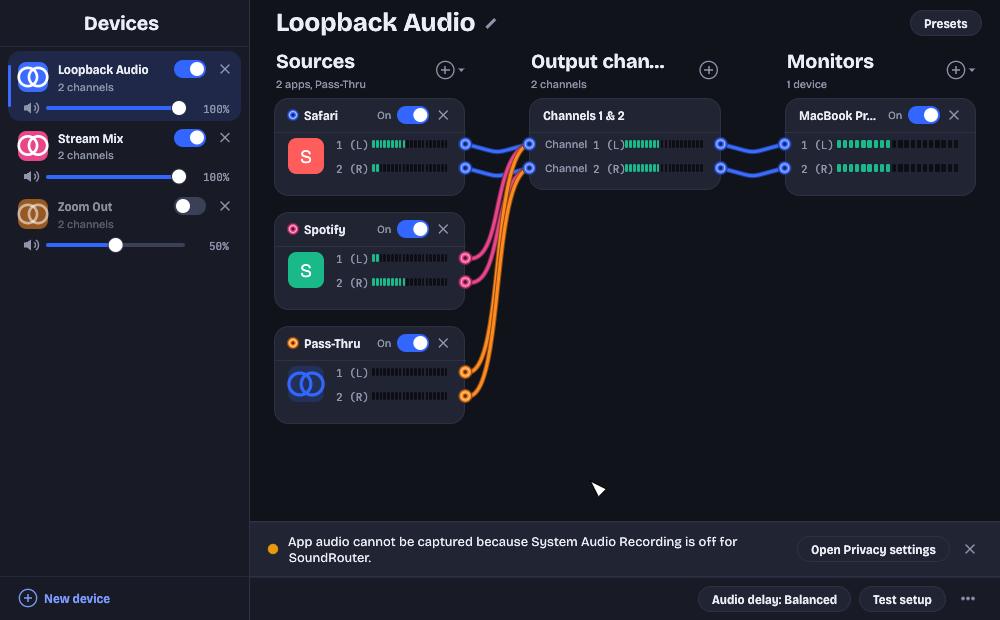 Devices
Loopback Audio
2 channels
100%
Stream Mix
2 channels
100%
Zoom Out
2 channels
50%
New device
Loopback Audio
Presets
Sources
2 apps, Pass-Thru
Output chan...
2 channels
Monitors
1 device
Safari On
S
1 (L)
2 (R)
Spotify On
S
1 (L)
2 (R)
Pass-Thru On
1 (L)
2 (R)
Channels 1 & 2
Channel 1 (L)
Channel 2 (R)
MacBook Pr... On
1 (L)
2 (R)
App audio cannot be captured because System Audio Recording is off for
SoundRouter.
Open Privacy settings
Audio delay: Balanced
Test setup